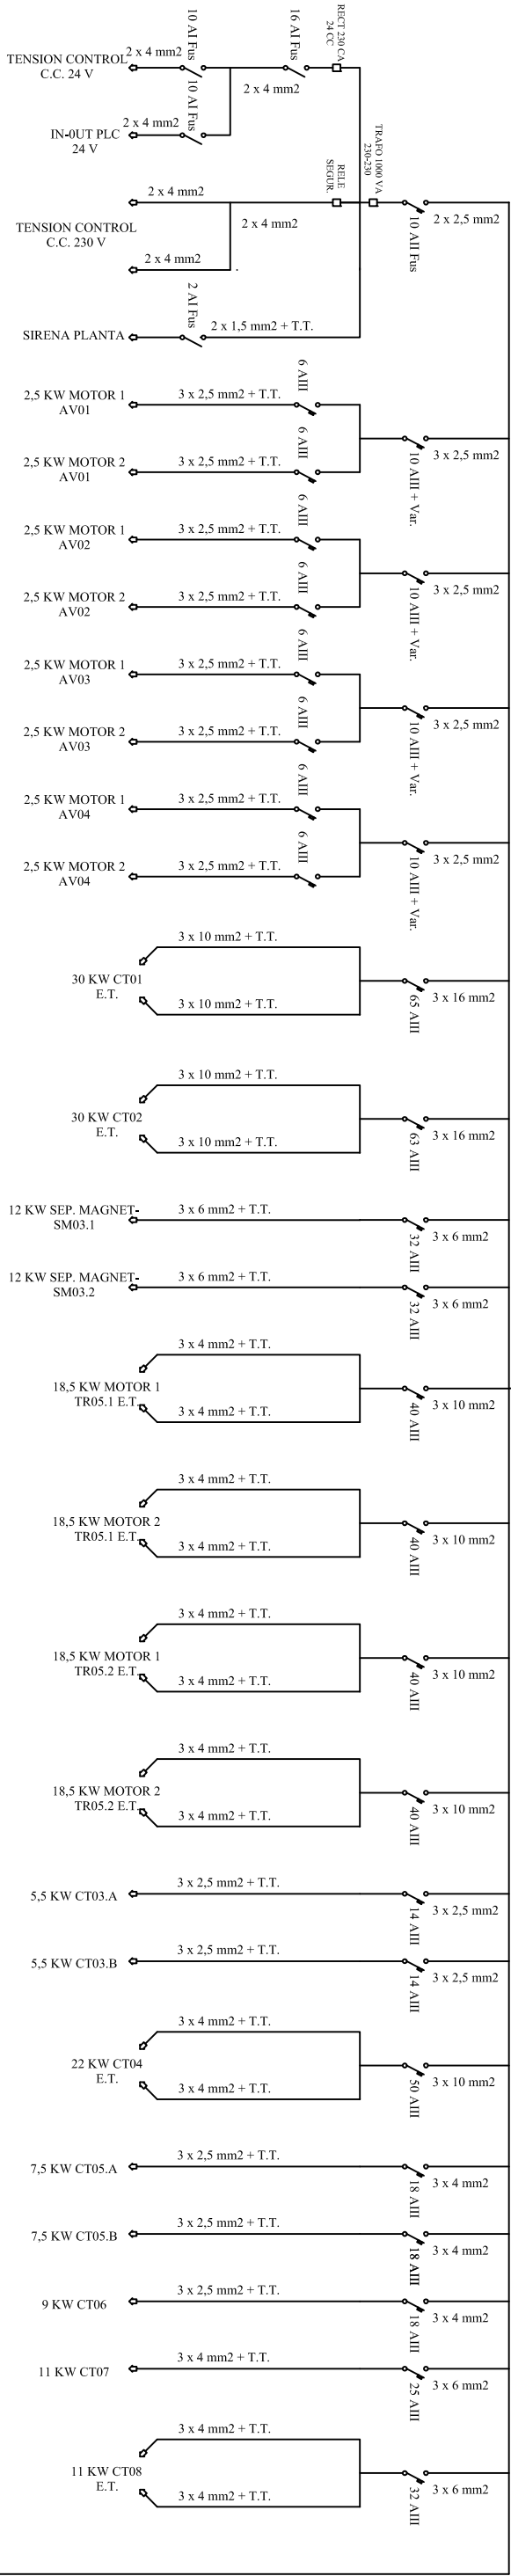 RECT 230 CA
24 CC
16 AI Fus
10 AI Fus
2 x 4 mm2
TENSION CONTROL
C.C. 24 V
2 x 4 mm2
10 AI Fus
2 x 4 mm2
IN-0UT PLC
24 V
TRAFO 1000 VA
230-230
RELE
SEGUR.
10 AII Fus
2 x 2,5 mm2
2 x 4 mm2
2 x 4 mm2
TENSION CONTROL
C.C. 230 V
2 x 4 mm2
2 AI Fus
2 x 1,5 mm2 + T.T.
SIRENA PLANTA
6 AIII
3 x 2,5 mm2 + T.T.
2,5 KW MOTOR 1
AV01
10 AIII + Var.
3 x 2,5 mm2
6 AIII
3 x 2,5 mm2 + T.T.
2,5 KW MOTOR 2
AV01
6 AIII
3 x 2,5 mm2 + T.T.
2,5 KW MOTOR 1
AV02
10 AIII + Var.
3 x 2,5 mm2
6 AIII
3 x 2,5 mm2 + T.T.
2,5 KW MOTOR 2
AV02
6 AIII
3 x 2,5 mm2 + T.T.
2,5 KW MOTOR 1
AV03
10 AIII + Var.
3 x 2,5 mm2
6 AIII
3 x 2,5 mm2 + T.T.
2,5 KW MOTOR 2
AV03
6 AIII
3 x 2,5 mm2 + T.T.
2,5 KW MOTOR 1
AV04
10 AIII + Var.
3 x 2,5 mm2
6 AIII
3 x 2,5 mm2 + T.T.
2,5 KW MOTOR 2
AV04
3 x 10 mm2 + T.T.
30 KW CT01
E.T.
65 AIII
3 x 16 mm2
3 x 10 mm2 + T.T.
3 x 10 mm2 + T.T.
30 KW CT02
E.T.
63 AIII
3 x 16 mm2
3 x 10 mm2 + T.T.
12 KW SEP. MAGNET-
SM03.1
3 x 6 mm2 + T.T.
32 AIII
3 x 6 mm2
12 KW SEP. MAGNET-
SM03.2
3 x 6 mm2 + T.T.
32 AIII
3 x 6 mm2
3 x 4 mm2 + T.T.
18,5 KW MOTOR 1
TR05.1 E.T.
40 AIII
3 x 10 mm2
3 x 4 mm2 + T.T.
3 x 4 mm2 + T.T.
18,5 KW MOTOR 2
TR05.1 E.T.
40 AIII
3 x 10 mm2
3 x 4 mm2 + T.T.
3 x 4 mm2 + T.T.
18,5 KW MOTOR 1
TR05.2 E.T.
40 AIII
3 x 10 mm2
3 x 4 mm2 + T.T.
3 x 4 mm2 + T.T.
18,5 KW MOTOR 2
TR05.2 E.T.
40 AIII
3 x 10 mm2
3 x 4 mm2 + T.T.
5,5 KW CT03.A
3 x 2,5 mm2 + T.T.
14 AIII
3 x 2,5 mm2
5,5 KW CT03.B
3 x 2,5 mm2 + T.T.
14 AIII
3 x 2,5 mm2
3 x 4 mm2 + T.T.
22 KW CT04
E.T.
50 AIII
3 x 10 mm2
3 x 4 mm2 + T.T.
7,5 KW CT05.A
3 x 2,5 mm2 + T.T.
18 AIII
3 x 4 mm2
7,5 KW CT05.B
3 x 2,5 mm2 + T.T.
18 AIII
3 x 4 mm2
9 KW CT06
3 x 2,5 mm2 + T.T.
18 AIII
3 x 4 mm2
11 KW CT07
3 x 4 mm2 + T.T.
25 AIII
3 x 6 mm2
3 x 4 mm2 + T.T.
11 KW CT08
E.T.
32 AIII
3 x 6 mm2
3 x 4 mm2 + T.T.